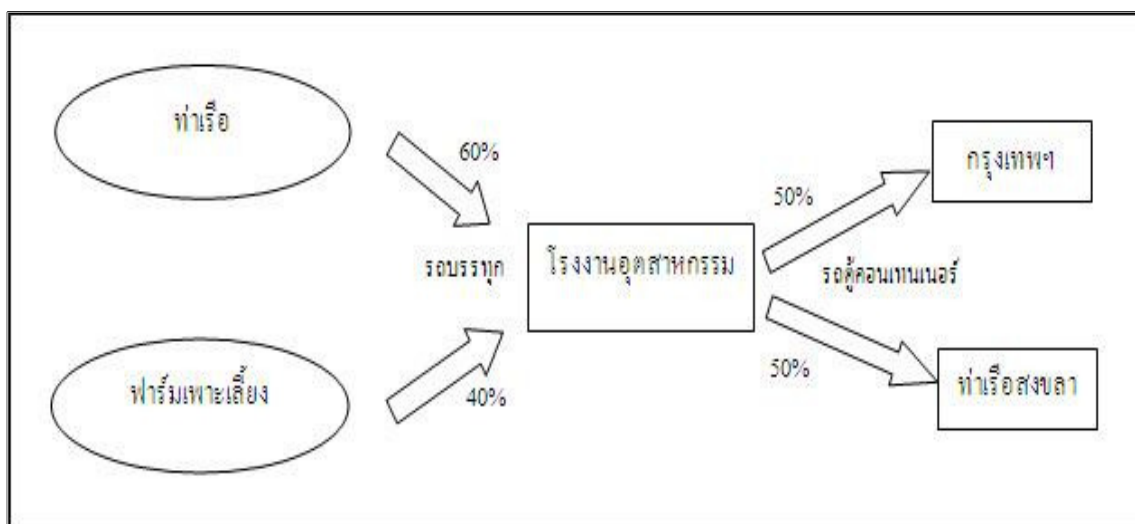 ท่าเรือ
60%
รถบรรทุก
ฟาร์มเพาะเลี้ยง
40%
โรงงานอุตสาหกรรม
50%
กรุงเทพฯ
รถตู้คอนเทนเนอร์
50%
ท่าเรือสงขลา